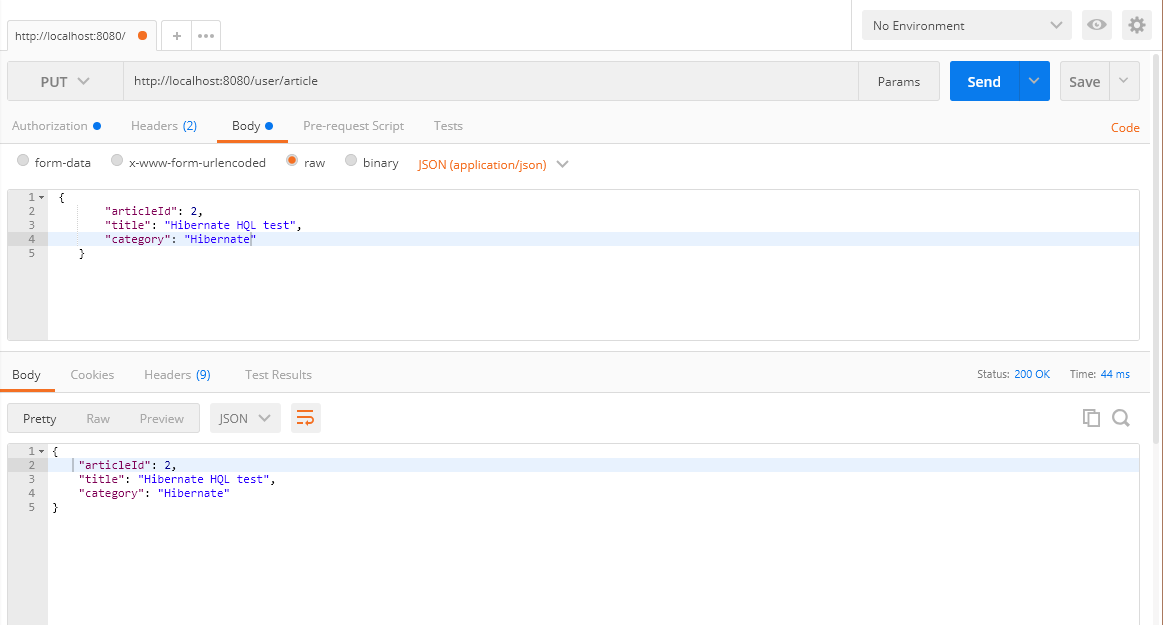 http://localhost:8080/ + ••• No Environment
PUT http://localhost:8080/user/article Params Send Save
Authorization Headers (2) Body Pre-request Script Tests Code
form-data x-www-form-urlencoded raw binary JSON (application/json)
1 {
2 "articleId": 2,
3 "title": "Hibernate HQL test",
4 "category": "Hibernate"
5 }
Body Cookies Headers (9) Test Results Status: 200 OK Time: 44 ms
Pretty Raw Preview JSON
1 {
2 "articleId": 2,
3 "title": "Hibernate HQL test",
4 "category": "Hibernate"
5 }